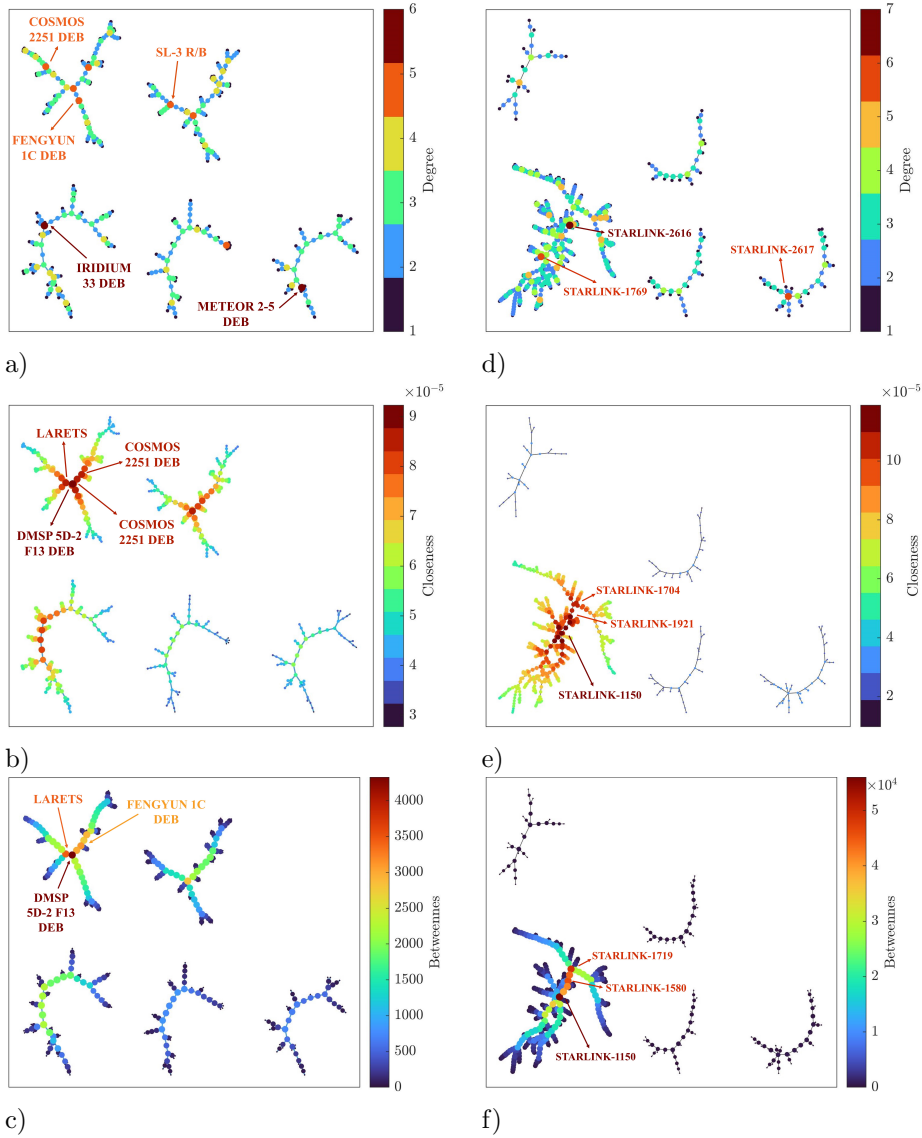 COSMOS
2251 DEB
SL-3 R/B
FENGYUN
1C DEB
IRIDIUM
33 DEB
METEOR 2-5
DEB
6
5
4
3
2
1
Degree
a)
STARLINK-2616
STARLINK-2617
STARLINK-1769
7
6
5
4
3
2
1
Degree
d)
LARETS
COSMOS
2251 DEB
COSMOS
2251 DEB
DMSP 5D-2
F13 DEB
×10-5
9
8
7
6
5
4
3
Closeness
b)
STARLINK-1704
STARLINK-1921
STARLINK-1150
×10-5
10
8
6
4
2
Closeness
e)
LARETS
FENGYUN 1C
DEB
DMSP
5D-2 F13
DEB
4000
3500
3000
2500
2000
1500
1000
500
0
Betweennes
c)
STARLINK-1719
STARLINK-1580
STARLINK-1150
×10^4
5
4
3
2
1
0
Betweennes
f)